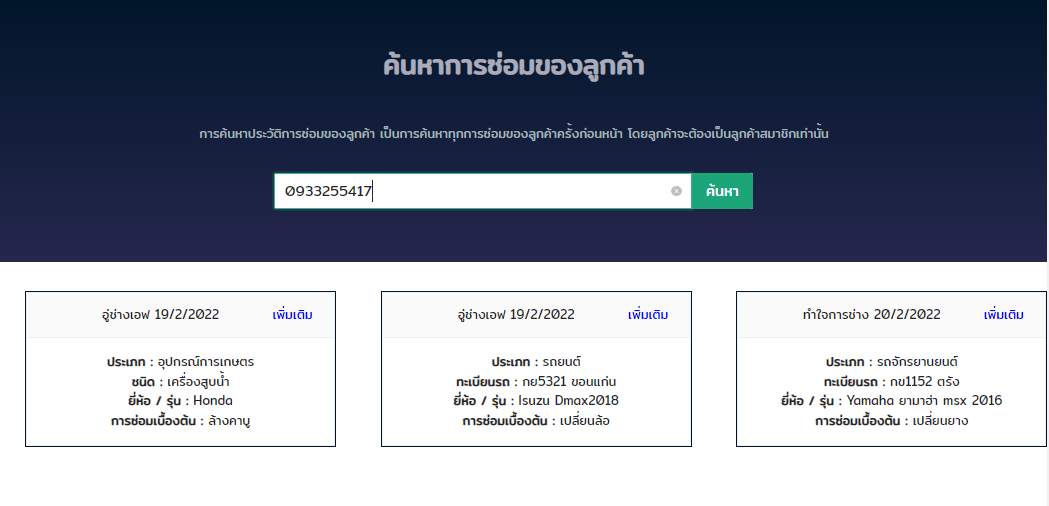 ค้นหาการซ่อมของลูกค้า
การค้นหาประวัติการซ่อมของลูกค้า เป็นการค้นหาทุกการซ่อมของลูกค้าครั้งก่อนหน้า โดยลูกค้าจะต้องเป็นลูกค้าสมาชิกเท่านั้น
0933255417 ค้นหา
อู่ช่างเอฟ 19/2/2022 เพิ่มเติม
ประเภท : อุปกรณ์การเกษตร
ชนิด : เครื่องสูบน้ำ
ยี่ห้อ / รุ่น : Honda
การซ่อมเบื้องต้น : ล้างคาบู
อู่ช่างเอฟ 19/2/2022 เพิ่มเติม
ประเภท : รถยนต์
ทะเบียนรถ : กย5321 ขอนแก่น
ยี่ห้อ / รุ่น : Isuzu Dmax2018
การซ่อมเบื้องต้น : เปลี่ยนล้อ
ทำใจการช่าง 20/2/2022 เพิ่มเติม
ประเภท : รถจักรยานยนต์
ทะเบียนรถ : กข1152 ตรัง
ยี่ห้อ / รุ่น : Yamaha ยามาฮ่า msx 2016
การซ่อมเบื้องต้น : เปลี่ยนยาง